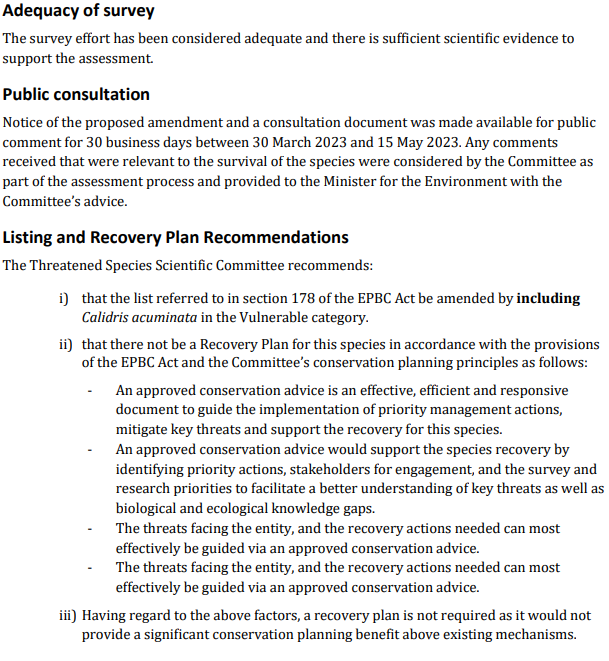 Adequacy of survey
The survey effort has been considered adequate and there is sufficient scientific evidence to
support the assessment.
Public consultation
Notice of the proposed amendment and a consultation document was made available for public
comment for 30 business days between 30 March 2023 and 15 May 2023. Any comments
received that were relevant to the survival of the species were considered by the Committee as
part of the assessment process and provided to the Minister for the Environment with the
Committee’s advice.
Listing and Recovery Plan Recommendations
The Threatened Species Scientific Committee recommends:
i) that the list referred to in section 178 of the EPBC Act be amended by including
Calidris acuminata in the Vulnerable category.
ii) that there not be a Recovery Plan for this species in accordance with the provisions
of the EPBC Act and the Committee’s conservation planning principles as follows:
- An approved conservation advice is an effective, efficient and responsive
document to guide the implementation of priority management actions,
mitigate key threats and support the recovery for this species.
- An approved conservation advice would support the species recovery by
identifying priority actions, stakeholders for engagement, and the survey and
research priorities to facilitate a better understanding of key threats as well as
biological and ecological knowledge gaps.
- The threats facing the entity, and the recovery actions needed can most
effectively be guided via an approved conservation advice.
- The threats facing the entity, and the recovery actions needed can most
effectively be guided via an approved conservation advice.
iii) Having regard to the above factors, a recovery plan is not required as it would not
provide a significant conservation planning benefit above existing mechanisms.